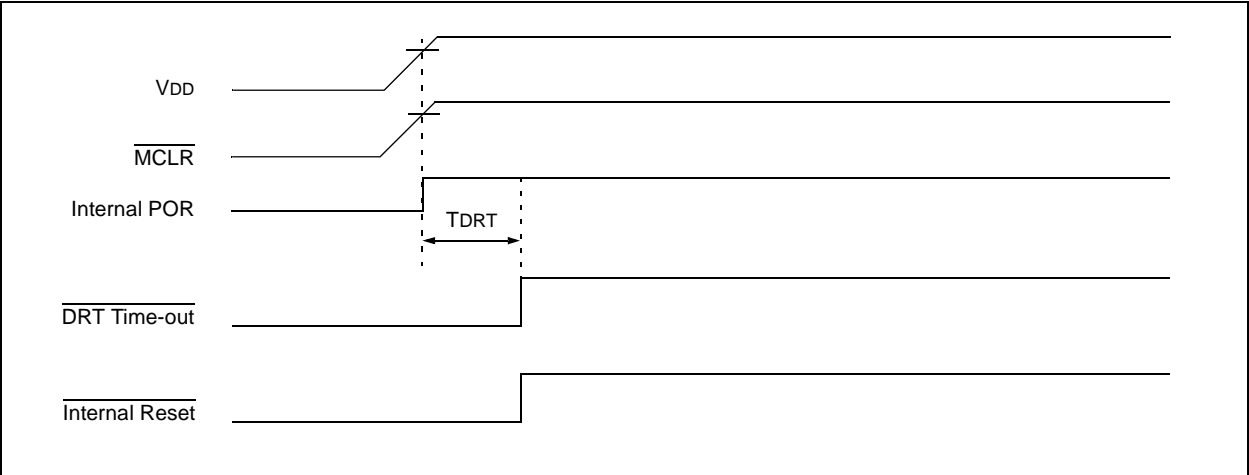 VDD
MCLR
Internal POR
TDRT
DRT Time-out
Internal Reset